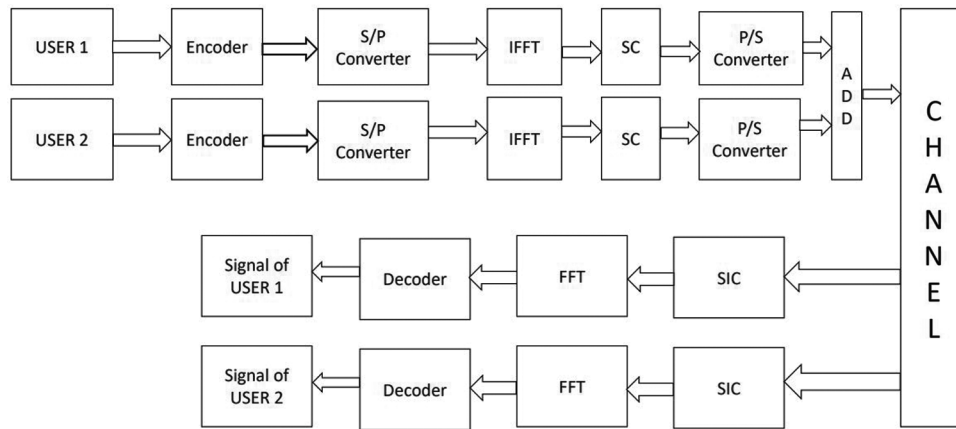 USER 1
Encoder
S/P
Converter
IFFT
SC
P/S
Converter
A
D
D
USER 2
Encoder
S/P
Converter
IFFT
SC
P/S
Converter
C
H
A
N
N
E
L
Signal of
USER 1
Decoder
FFT
SIC
Signal of
USER 2
Decoder
FFT
SIC